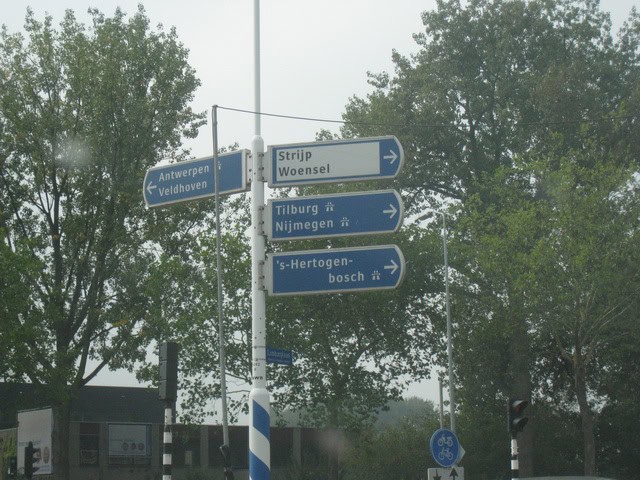 Antwerpen
Veldhoven
Strijp
Woensel
Tilburg
Nijmegen
's-Hertogen-
bosch